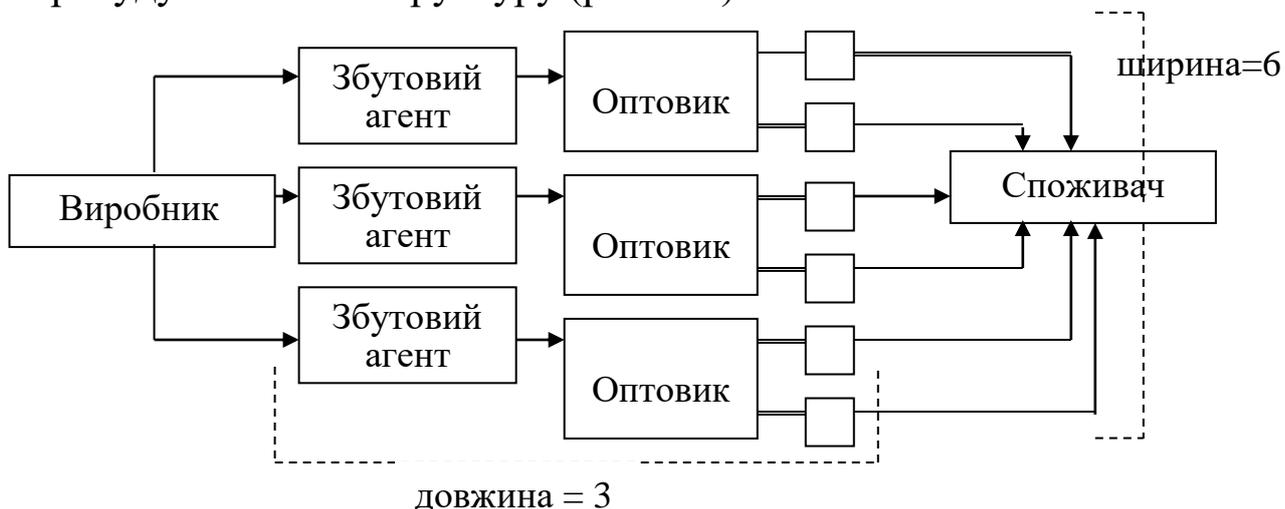 ширина=6
Збутовий
агент
Оптовик
Виробник
Збутовий
агент
Оптовик
Споживач
Збутовий
агент
Оптовик
довжина = 3